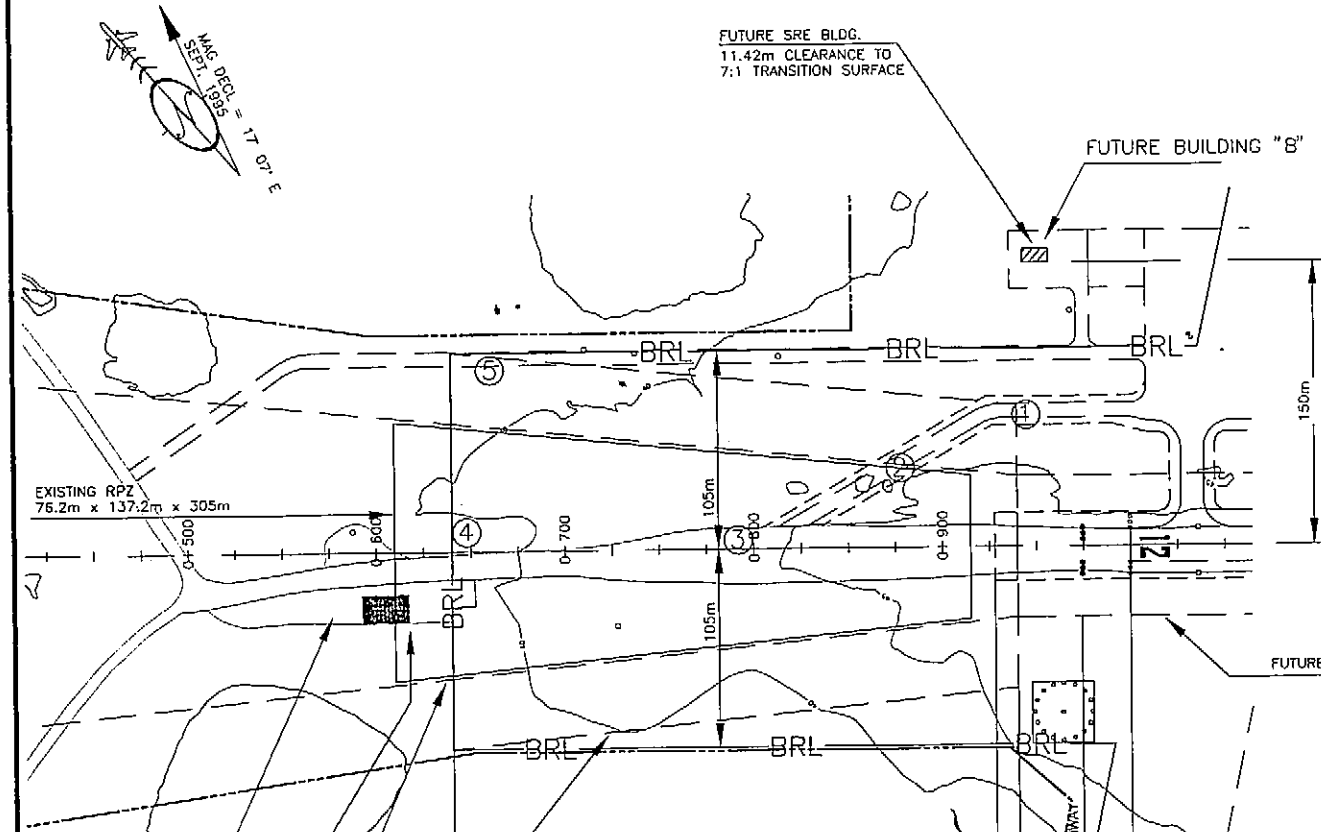 MAG DECL = 17 07' E
SEPT. 1995
FUTURE SRE BLDG.
11.42m CLEARANCE TO
7:1 TRANSITION SURFACE
FUTURE BUILDING "B"
BRL
BRL
BRL
5
1
150m
2
EXISTING RPZ
76.2m x 137.2m x 305m
105m
4
3
0+500
0+600
0+700
0+800
0+900
12
BRL
105m
FUTURE
BRL
BRL
BRL
WAY